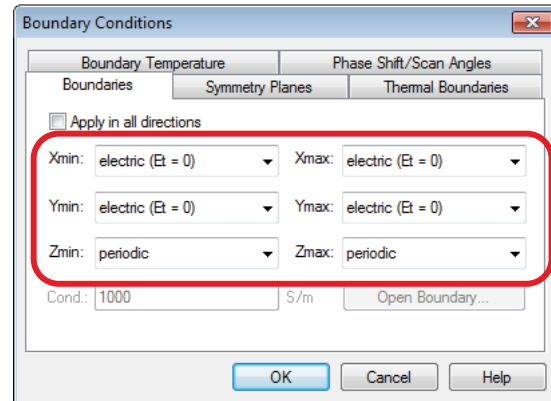 Boundary Conditions
Boundary Temperature Phase Shift/Scan Angles
Boundaries Symmetry Planes Thermal Boundaries
Apply in all directions
Xmin: electric (Et = 0) Xmax: electric (Et = 0)
Ymin: electric (Et = 0) Ymax: electric (Et = 0)
Zmin: periodic Zmax: periodic
Cond.: 1000 S/m Open Boundary...
OK Cancel Help